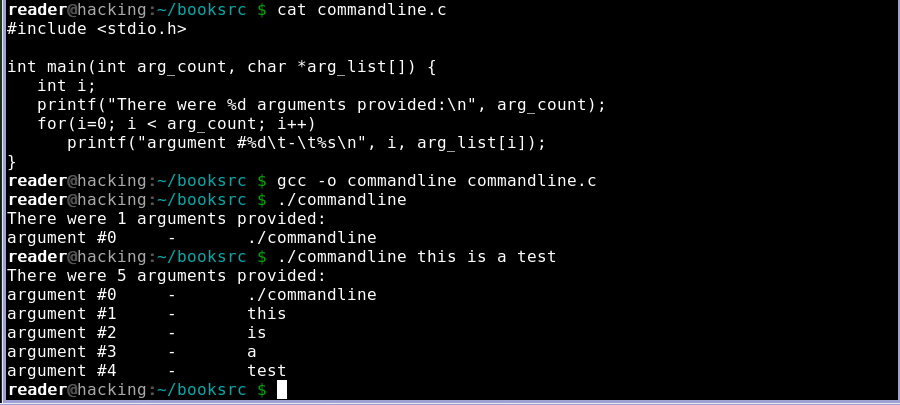 reader@hacking:~/booksrc $ cat commandline.c
#include <stdio.h>

int main(int arg_count, char *arg_list[]) {
   int i;
   printf("There were %d arguments provided:\n", arg_count);
   for(i=0; i < arg_count; i++)
      printf("argument #%d\t-\t%s\n", i, arg_list[i]);
}
reader@hacking:~/booksrc $ gcc -o commandline commandline.c
reader@hacking:~/booksrc $ ./commandline
There were 1 arguments provided:
argument #0     -       ./commandline
reader@hacking:~/booksrc $ ./commandline this is a test
There were 5 arguments provided:
argument #0     -       ./commandline
argument #1     -       this
argument #2     -       is
argument #3     -       a
argument #4     -       test
reader@hacking:~/booksrc $